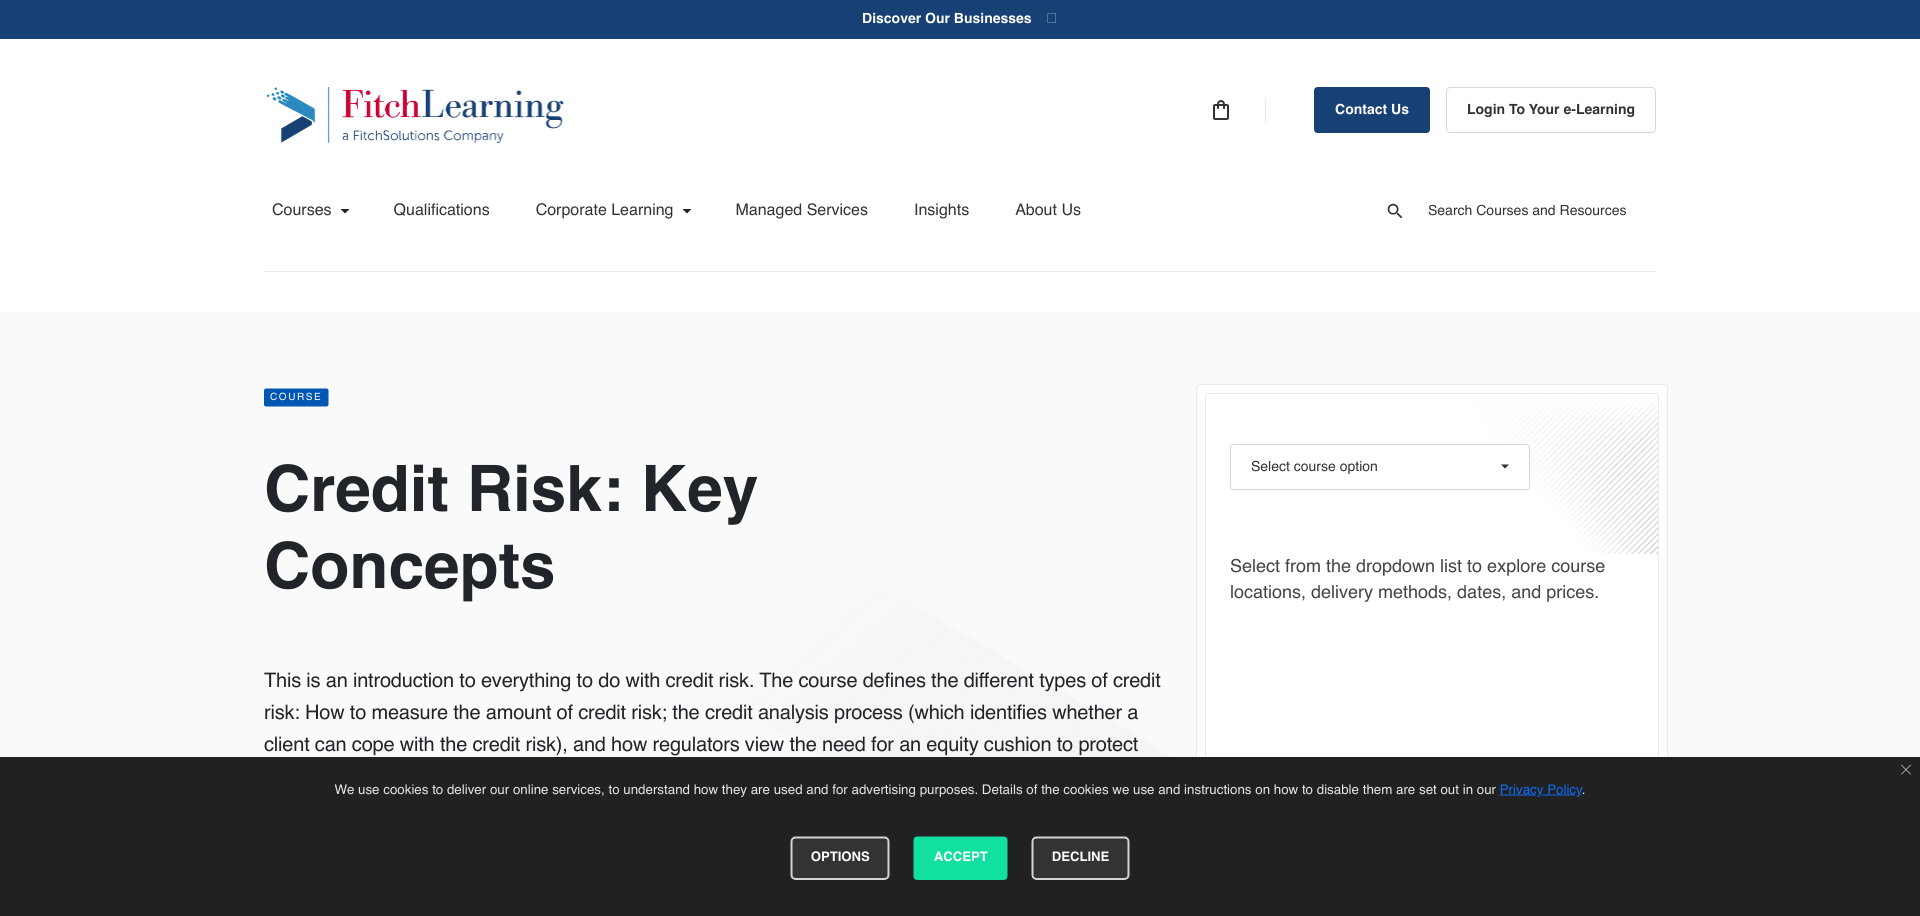 Discover Our Businesses
FitchLearning
a FitchSolutions Company
Contact Us
Login To Your e-Learning
Courses
Qualifications
Corporate Learning
Managed Services
Insights
About Us
Search Courses and Resources
COURSE
Credit Risk: Key
Concepts
Select course option
Select from the dropdown list to explore course
locations, delivery methods, dates, and prices.
This is an introduction to everything to do with credit risk. The course defines the different types of credit
risk: How to measure the amount of credit risk; the credit analysis process (which identifies whether a
client can cope with the credit risk), and how regulators view the need for an equity cushion to protect
We use cookies to deliver our online services, to understand how they are used and for advertising purposes. Details of the cookies we use and instructions on how to disable them are set out in our Privacy Policy.
OPTIONS
ACCEPT
DECLINE